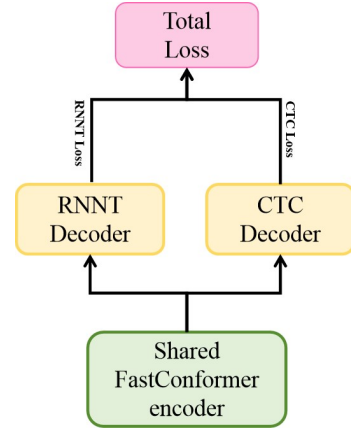 Total
Loss
RNNT Loss
CTC Loss
RNNT
Decoder
CTC
Decoder
Shared
FastConformer
encoder